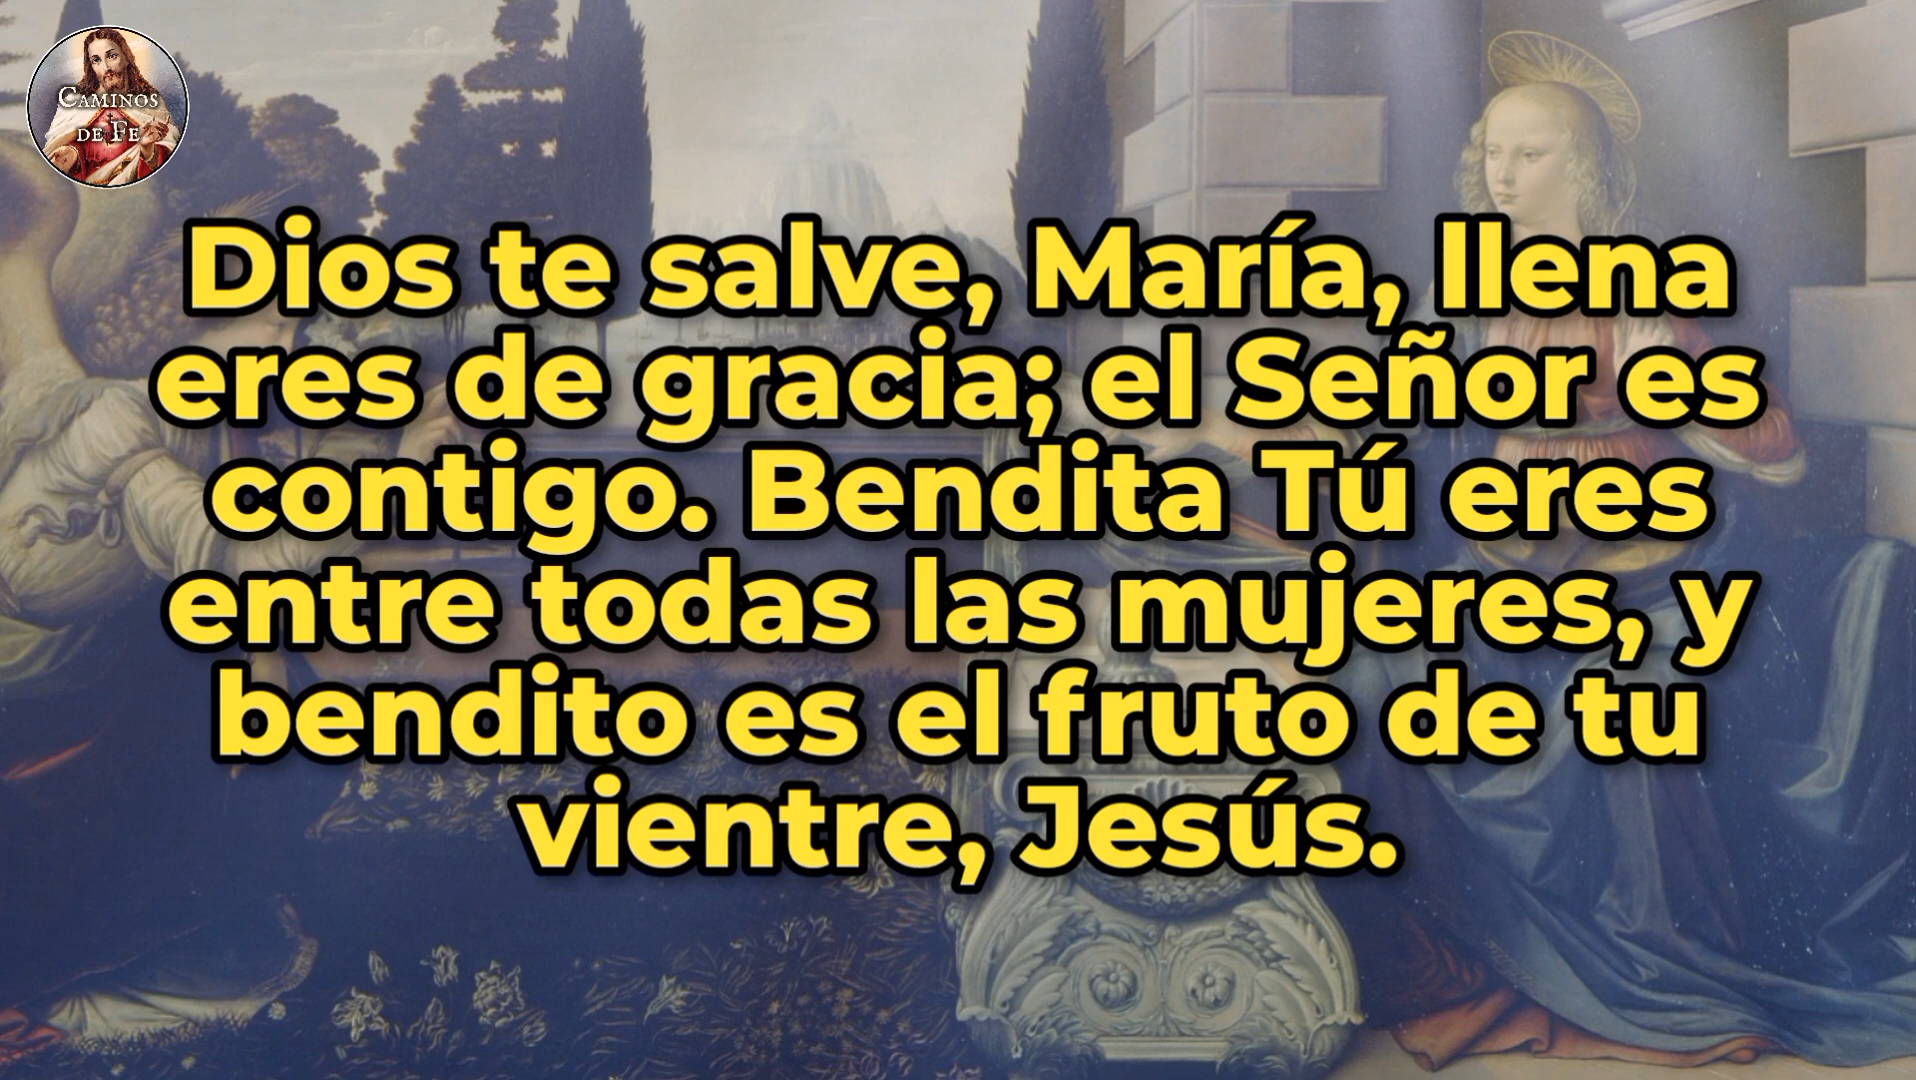 CAMINOS
DE FE
Dios te salve, María, llena
eres de gracia; el Señor es
contigo. Bendita Tú eres
entre todas las mujeres, y
bendito es el fruto de tu
vientre, Jesús.